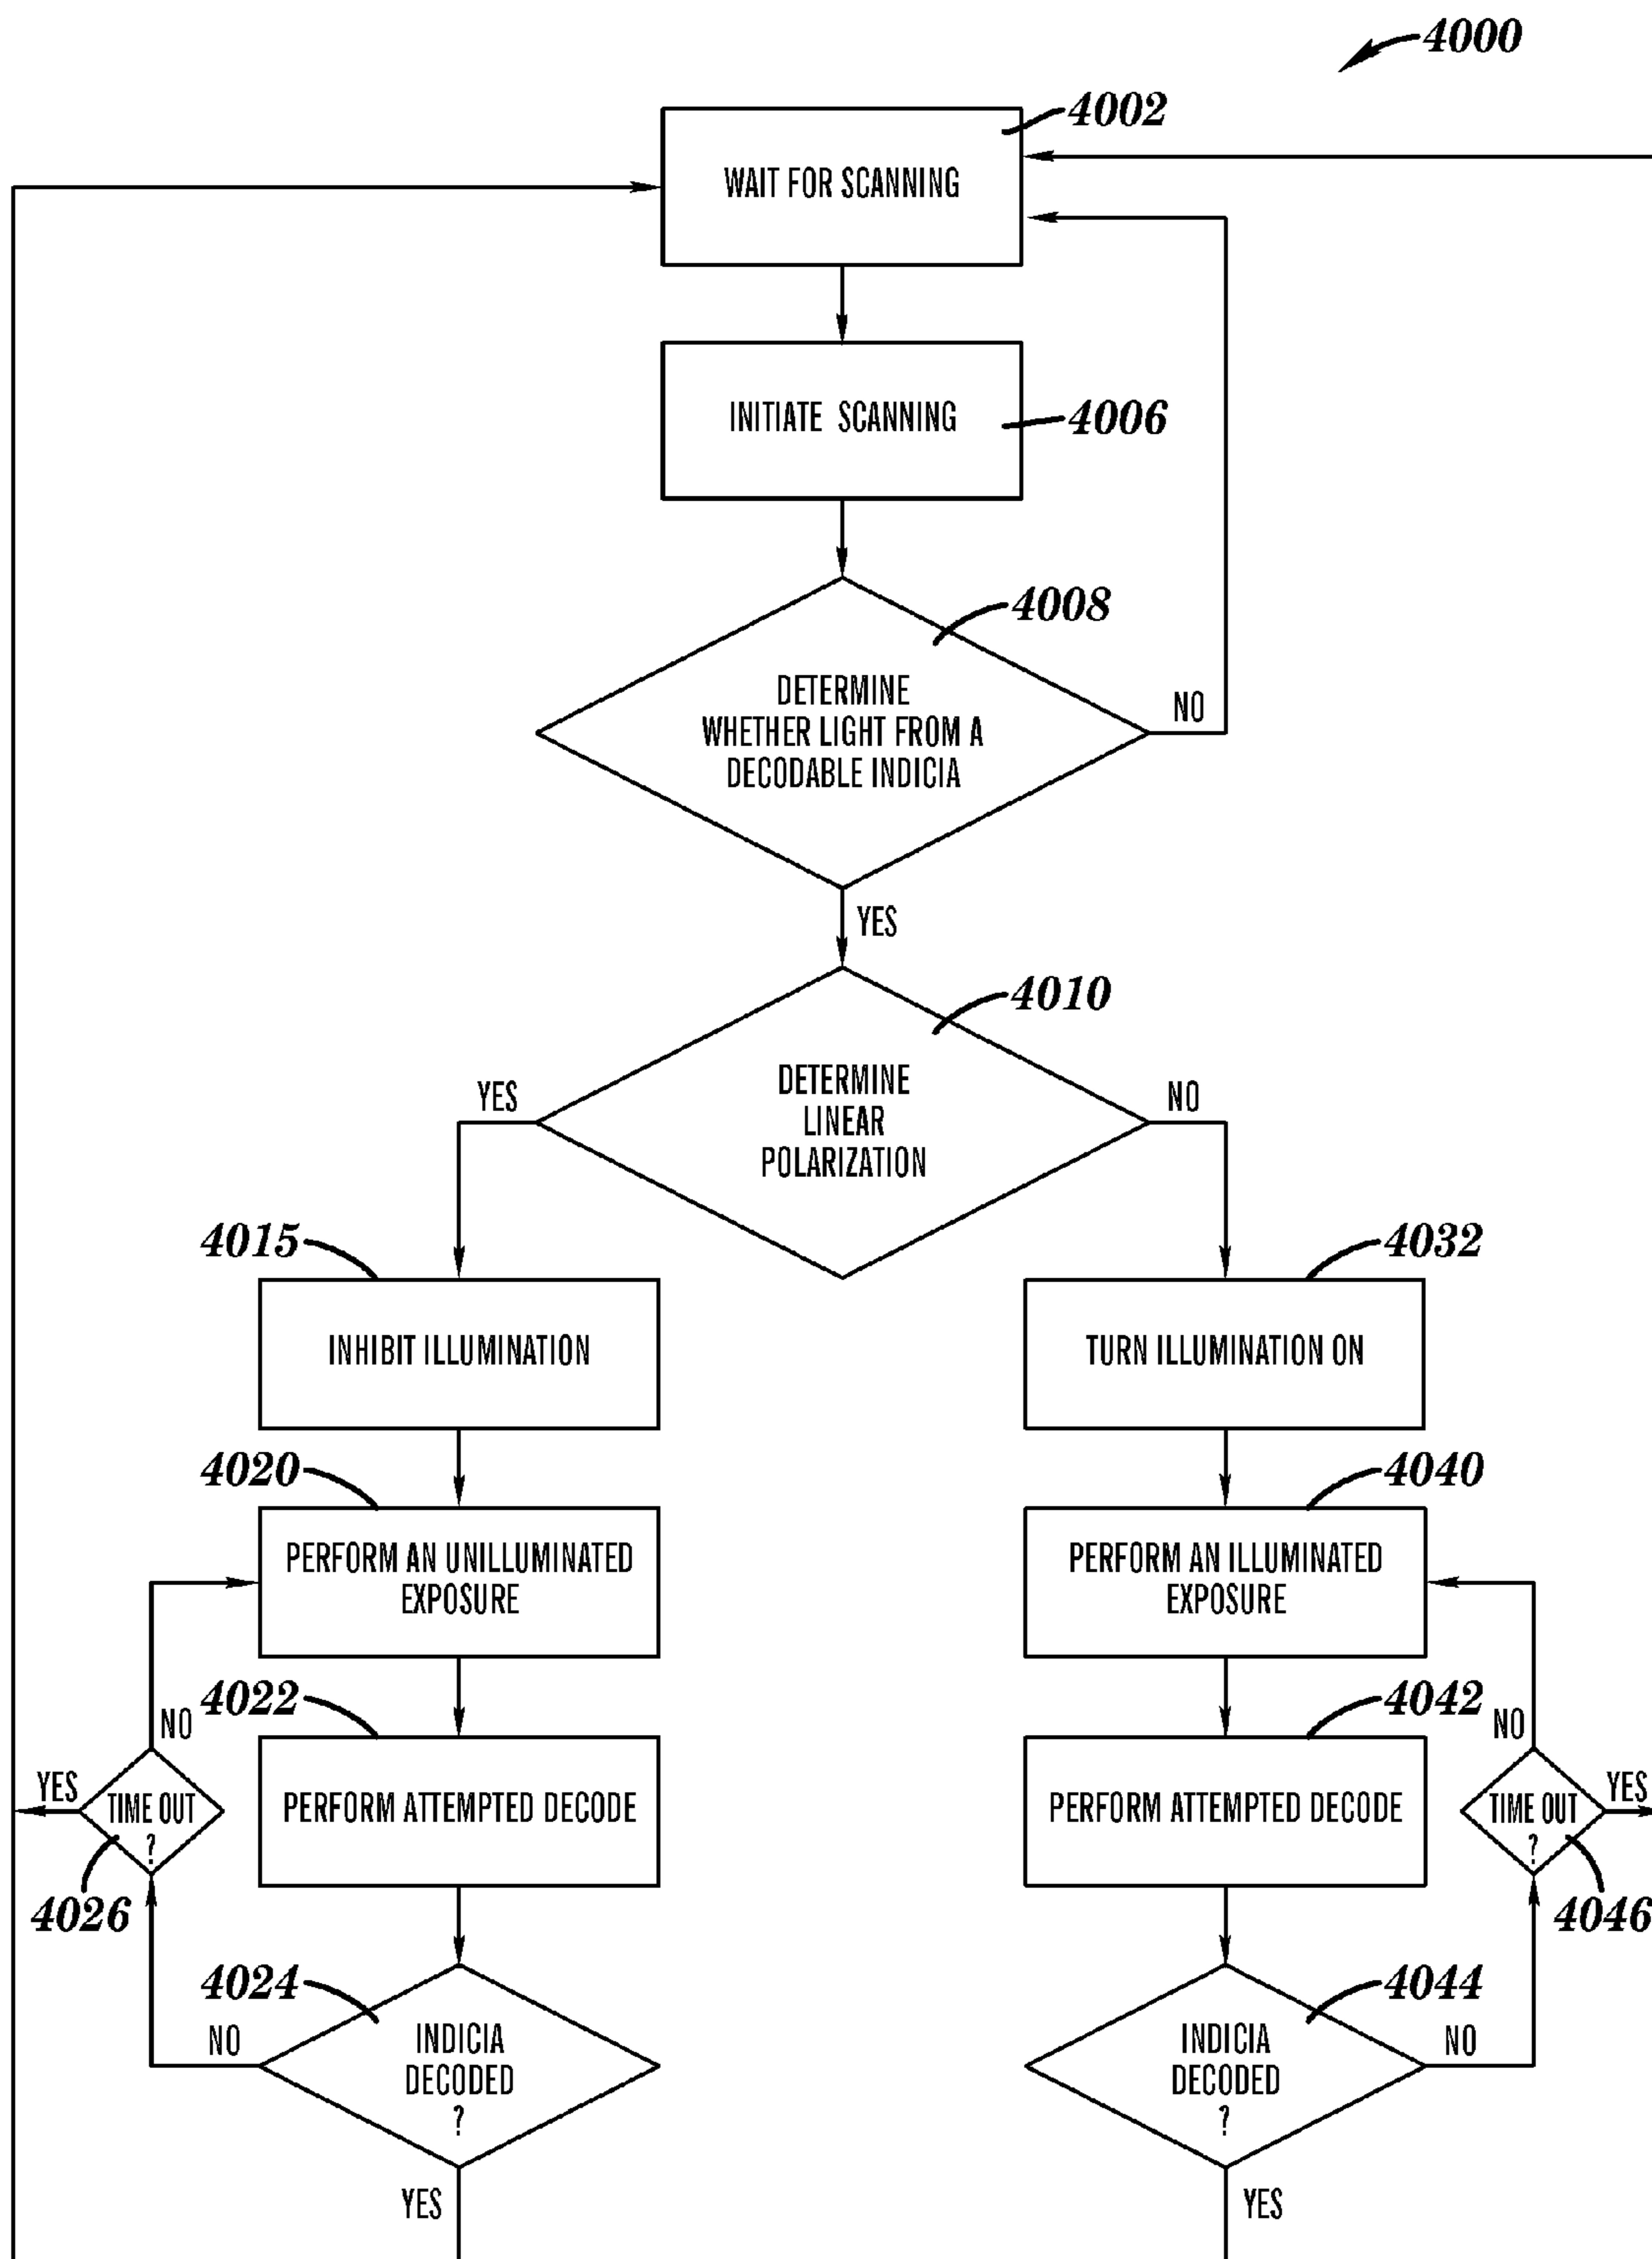 4000
4002
WAIT FOR SCANNING
INITIATE SCANNING
4006
4008
DETERMINE
WHETHER LIGHT FROM A
DECODABLE INDICIA
NO
YES
4010
DETERMINE
LINEAR
POLARIZATION
YES
NO
4015
INHIBIT ILLUMINATION
4032
TURN ILLUMINATION ON
4020
PERFORM AN UNILLUMINATED
EXPOSURE
4040
PERFORM AN ILLUMINATED
EXPOSURE
4022
PERFORM ATTEMPTED DECODE
4042
PERFORM ATTEMPTED DECODE
NO
YES
TIME OUT
?
4026
NO
YES
TIME OUT
?
4046
4024
INDICIA
DECODED
?
NO
YES
4044
INDICIA
DECODED
?
NO
YES